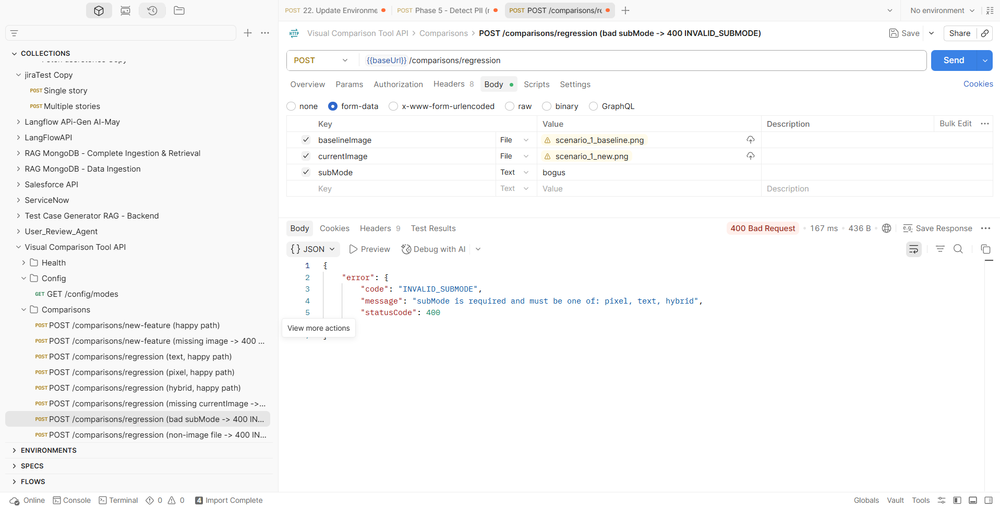 POST 22. Update Environme
POST Phase 5 - Detect PII (r
POST POST /comparisons/re
No environment
Visual Comparison Tool API > Comparisons > POST /comparisons/regression (bad subMode -> 400 INVALID_SUBMODE)
Save
Share
COLLECTIONS
jiraTest Copy
POST Single story
POST Multiple stories
Langflow APi-Gen AI-May
LangFlowAPI
RAG MongoDB - Complete Ingestion & Retrieval
RAG MongoDB - Data Ingestion
Salesforce API
ServiceNow
Test Case Generator RAG - Backend
User_Review_Agent
Visual Comparison Tool API
Health
Config
GET GET /config/modes
Comparisons
POST POST /comparisons/new-feature (happy path)
POST POST /comparisons/new-feature (missing image -> 400 ...
POST POST /comparisons/regression (text, happy path)
POST POST /comparisons/regression (pixel, happy path)
POST POST /comparisons/regression (hybrid, happy path)
POST POST /comparisons/regression (missing currentImage ->...
POST POST /comparisons/regression (bad subMode -> 400 IN...
POST POST /comparisons/regression (non-image file -> 400 IN...
ENVIRONMENTS
SPECS
FLOWS
POST {{baseUrl}} /comparisons/regression
Send
Overview Params Authorization Headers 8 Body Scripts Settings
Cookies
none form-data x-www-form-urlencoded raw binary GraphQL
Key Value Description Bulk Edit
baselineImage File scenario_1_baseline.png
currentImage File scenario_1_new.png
subMode Text bogus
Key Text Value Description
Body Cookies Headers 9 Test Results
400 Bad Request 167 ms 436 B e.g. Save Response
{} JSON Preview Debug with AI
1 {
2 "error": {
3 "code": "INVALID_SUBMODE",
4 "message": "subMode is required and must be one of: pixel, text, hybrid",
5 "statusCode": 400
View more actions
Online Console Terminal 0 0 4 Import Complete
Globals Vault Tools